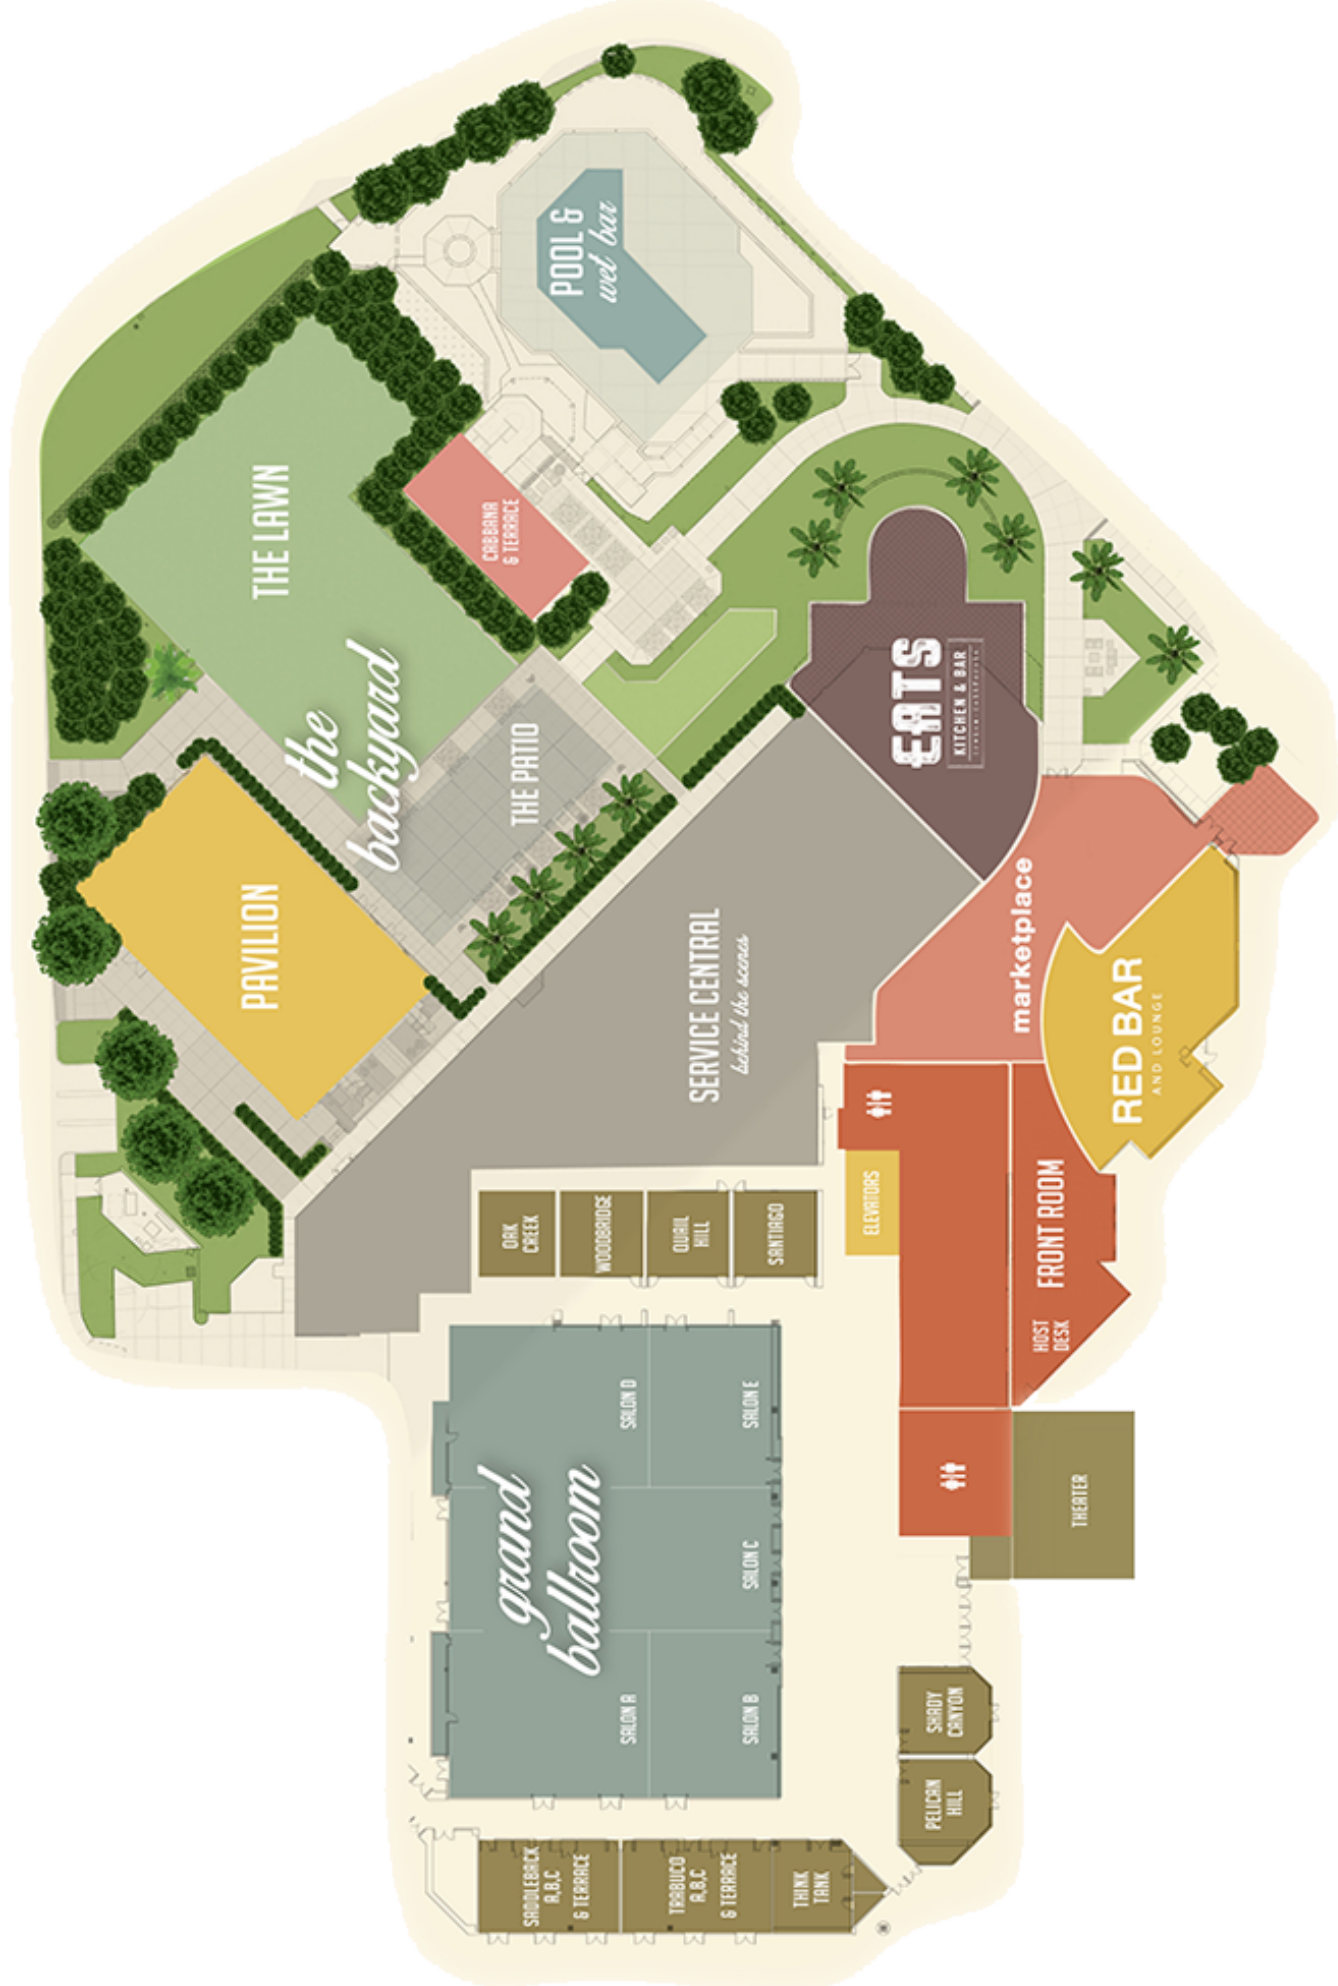 POOL &
wet bar
THE LAWN
CABBANA
& TERRACE
the
backyard
THE PATIO
EATS
KITCHEN & BAR
PAVILION
SERVICE CENTRAL
behind the scenes
marketplace
RED BAR
AND LOUNGE
OAK
CREEK
WOODBRIDGE
QUAIL
HILL
SANTIAGO
ELEVATORS
FRONT ROOM
HOST
DESK
SALON D
SALON E
grand
ballroom
SALON C
THEATER
SALON A
SALON B
SHADY
CANYON
PELICAN
HILL
SADDLEBACK
A,B,C
& TERRACE
TRABUCO
A,B,C
& TERRACE
THINK
TANK